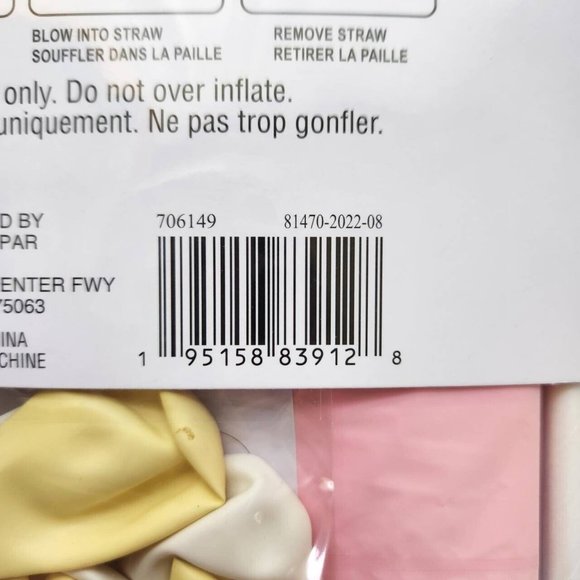 BLOW INTO STRAW
SOUFFLER DANS LA PAILLE
REMOVE STRAW
RETIRER LA PAILLE
only. Do not over inflate.
uniquement. Ne pas trop gonfler.
D BY
PAR
ENTER FWY
75063
INA
CHINE
706149 81470-2022-08
1 95158 83912 8